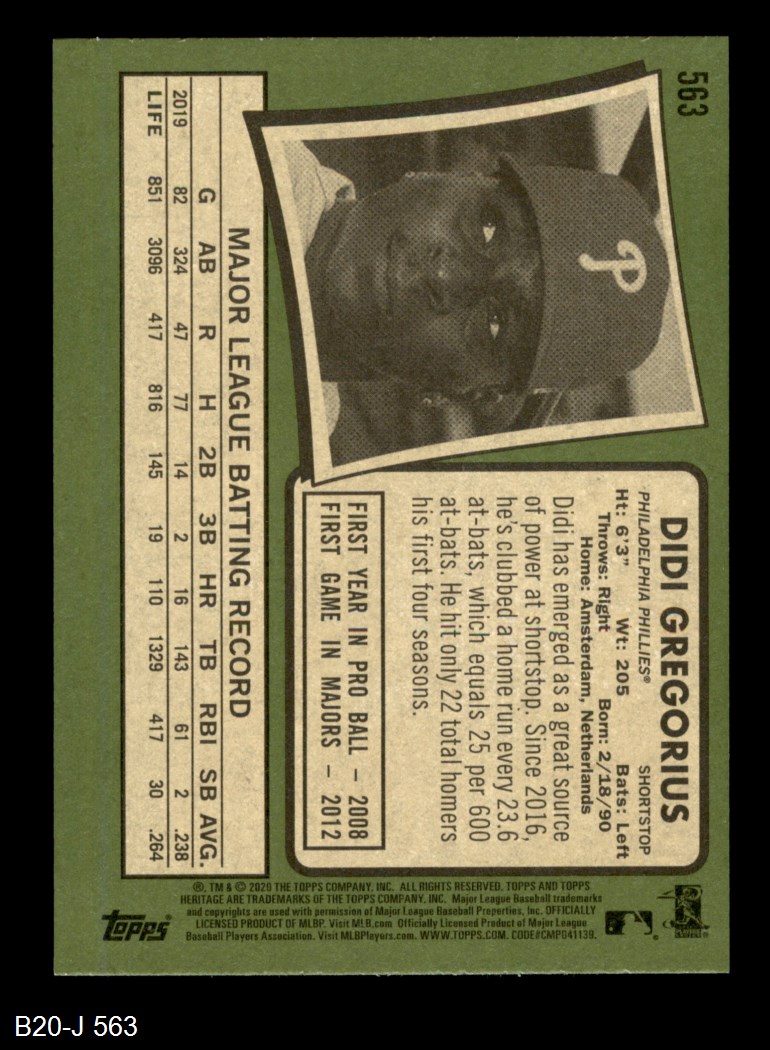 563
P
DIDI GREGORIUS
PHILADELPHIA PHILLIES® SHORTSTOP
Ht: 6'3" Wt: 205 Bats: Left
Throws: Right Born: 2/18/90
Home: Amsterdam, Netherlands
Didi has emerged as a great source
of power at shortstop. Since 2016,
he's clubbed a home run every 23.6
at-bats, which equals 25 per 600
at-bats. He hit only 22 total homers
his first four seasons.
FIRST YEAR IN PRO BALL – 2008
FIRST GAME IN MAJORS – 2012
MAJOR LEAGUE BATTING RECORD
G AB R H 2B 3B HR TB RBI SB AVG.
2019 82 324 47 77 14 2 16 143 61 2 .238
LIFE 851 3096 417 816 145 19 110 1329 417 30 .264
®, TM & © 2020 THE TOPPS COMPANY, INC. ALL RIGHTS RESERVED. TOPPS AND TOPPS
HERITAGE ARE TRADEMARKS OF THE TOPPS COMPANY, INC. Major League Baseball trademarks
and copyrights are used with permission of Major League Baseball Properties, Inc. OFFICIALLY
LICENSED PRODUCT OF MLBP. Visit MLB.com Officially Licensed Product of Major League
Baseball Players Association. Visit MLBPlayers.com. WWW.TOPPS.COM. CODE#CMP041139.
topps®
B20-J 563